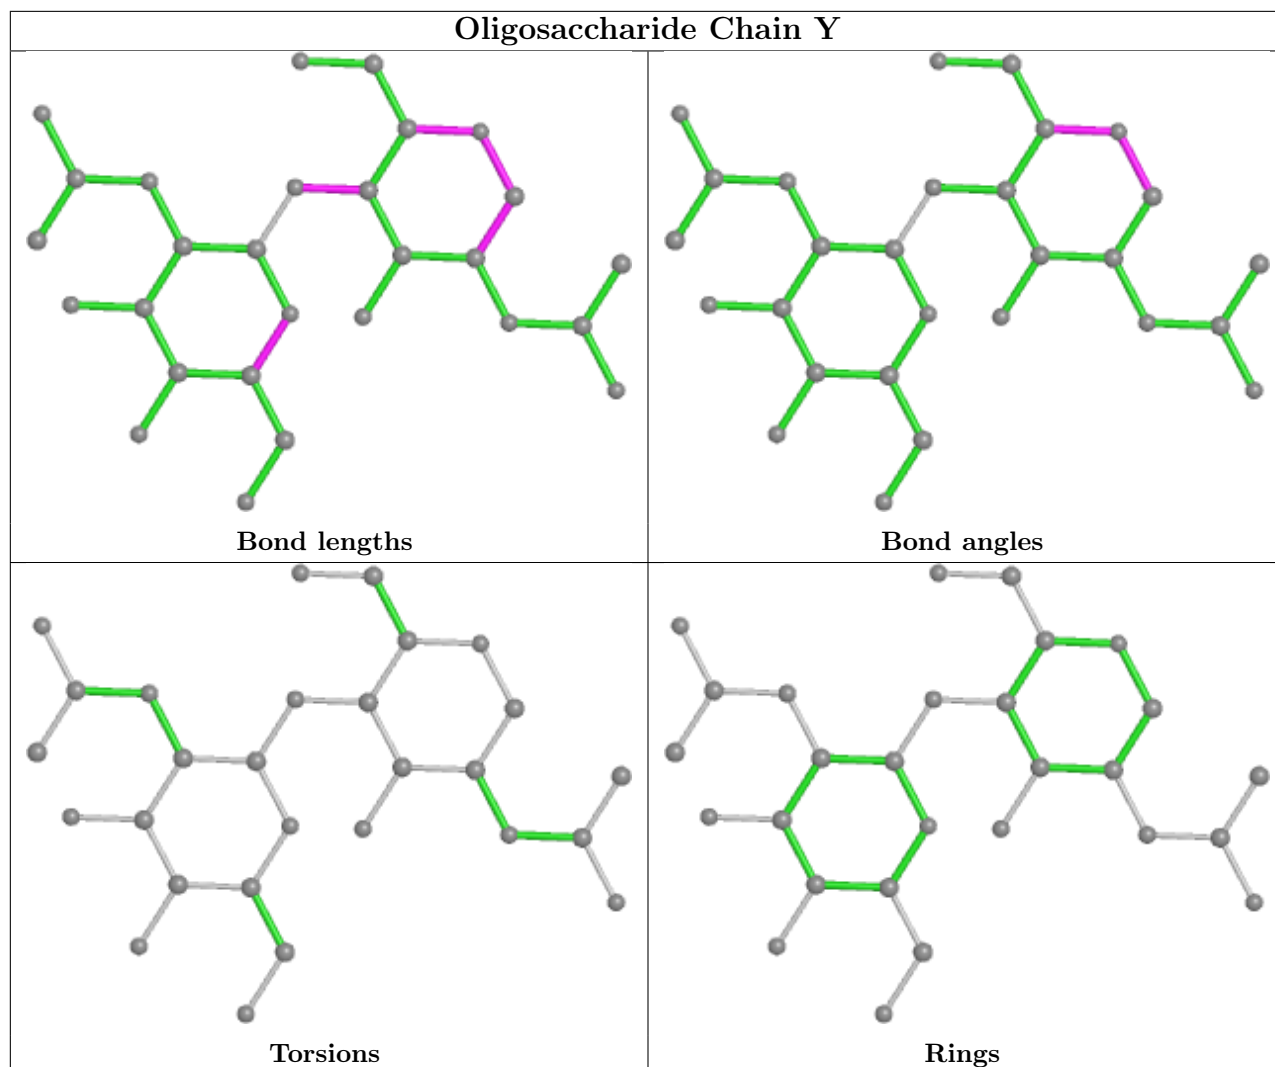 Oligosaccharide Chain Y
Bond lengths
Bond angles
Torsions
Rings